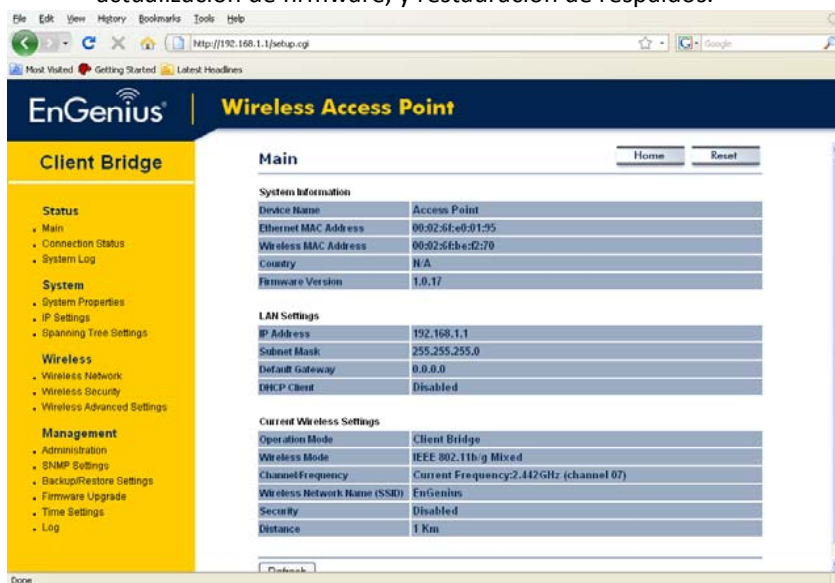 actualización de firmware, y restauración de respaldos.
File Edit View History Bookmarks Tools Help
http://192.168.1.1/setup.cgi
Google
Most Visited Getting Started Latest Headlines
EnGenius® Wireless Access Point
Client Bridge
Status
Main
Connection Status
System Log
System
System Properties
IP Settings
Spanning Tree Settings
Wireless
Wireless Network
Wireless Security
Wireless Advanced Settings
Management
Administration
SNMP Settings
Backup/Restore Settings
Firmware Upgrade
Time Settings
Log
Main Home Reset
System Information
Device Name Access Point
Ethernet MAC Address 00:02:6f:e0:01:95
Wireless MAC Address 00:02:6f:be:f2:70
Country N/A
Firmware Version 1.0.17
LAN Settings
IP Address 192.168.1.1
Subnet Mask 255.255.255.0
Default Gateway 0.0.0.0
DHCP Client Disabled
Current Wireless Settings
Operation Mode Client Bridge
Wireless Mode IEEE 802.11b/g Mixed
Channel/Frequency Current Frequency:2.442GHz (channel 07)
Wireless Network Name (SSID) EnGenius
Security Disabled
Distance 1 Km
Refresh
Done